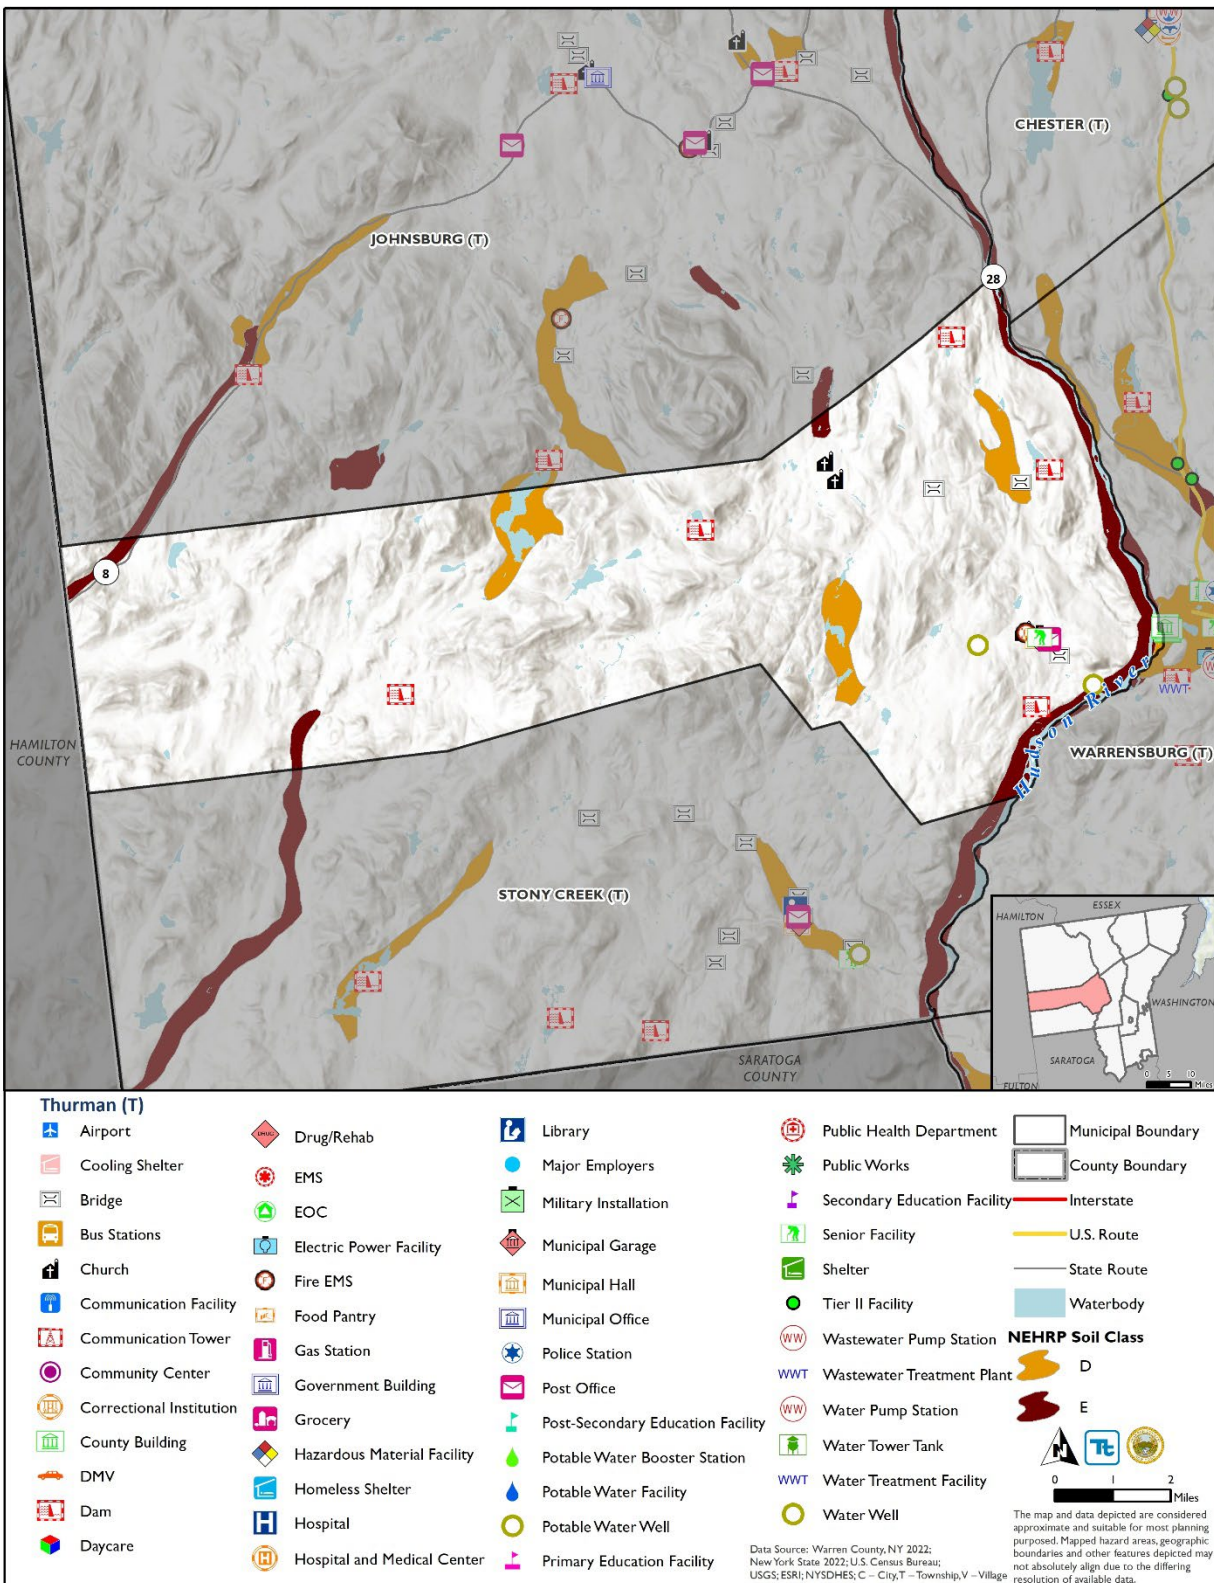 CHESTER (T)
JOHNSBURG (T)
28
8
Hudson River
WWT
HAMILTON
COUNTY
WARRENSBURG (T)
STONY CREEK (T)
SARATOGA
COUNTY
ESSEX
HAMILTON
WASHINGTON
SARATOGA
FULTON
0 5 10
Miles
Thurman (T)
Airport
Cooling Shelter
Bridge
Bus Stations
Church
Communication Facility
Communication Tower
Community Center
Correctional Institution
County Building
DMV
Dam
Daycare
Drug/Rehab
EMS
EOC
Electric Power Facility
Fire EMS
Food Pantry
Gas Station
Government Building
Grocery
Hazardous Material Facility
Homeless Shelter
Hospital
Hospital and Medical Center
Library
Major Employers
Military Installation
Municipal Garage
Municipal Hall
Municipal Office
Police Station
Post Office
Post-Secondary Education Facility
Potable Water Booster Station
Potable Water Facility
Potable Water Well
Primary Education Facility
Public Health Department
Public Works
Secondary Education Facility
Senior Facility
Shelter
Tier II Facility
WW Wastewater Pump Station
WWT Wastewater Treatment Plant
WW Water Pump Station
Water Tower Tank
WWT Water Treatment Facility
Water Well
Data Source: Warren County, NY 2022;
New York State 2022; U.S. Census Bureau;
USGS; ESRI; NYSDHES; C – City, T – Township, V – Village
Municipal Boundary
County Boundary
Interstate
U.S. Route
State Route
Waterbody
NEHRP Soil Class
D
E
N
Tt
0 1 2
Miles
The map and data depicted are considered
approximate and suitable for most planning
purposed. Mapped hazard areas, geographic
boundaries and other features depicted may
not absolutely align due to the differing
resolution of available data.